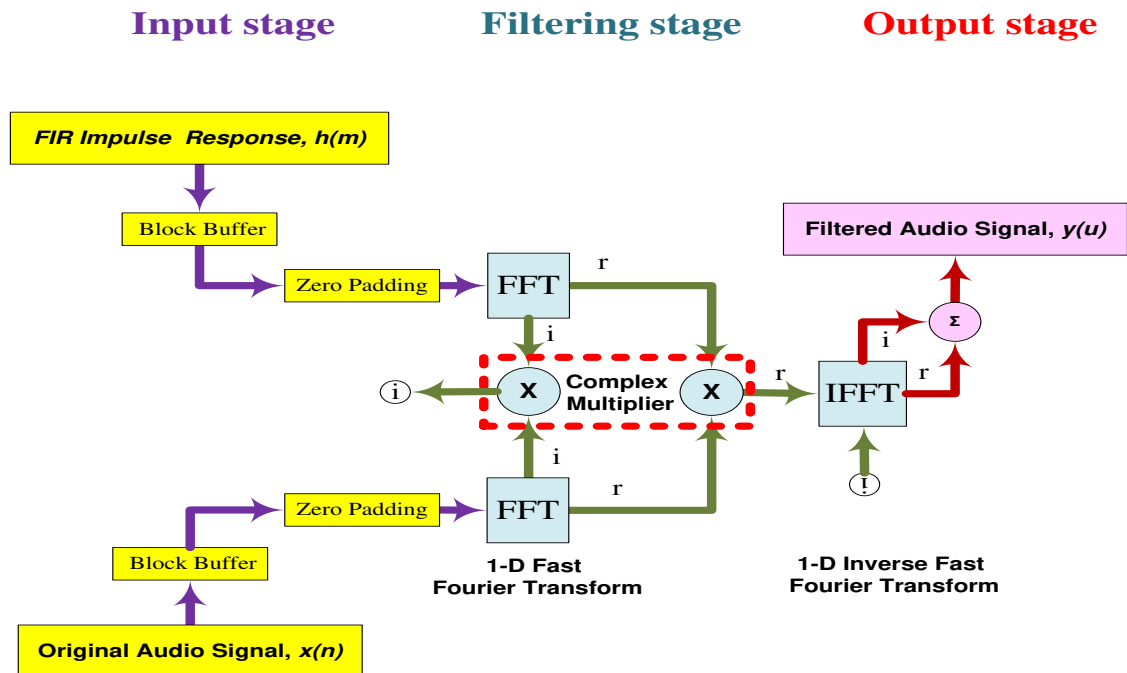 Input stage
Filtering stage
Output stage
FIR Impulse Response, h(m)
Block Buffer
Zero Padding
FFT
r
i
Filtered Audio Signal, y(u)
Σ
i
r
i
X
Complex
Multiplier
X
r
IFFT
i
i
r
FFT
Zero Padding
Block Buffer
1-D Fast
Fourier Transform
1-D Inverse Fast
Fourier Transform
Original Audio Signal, x(n)